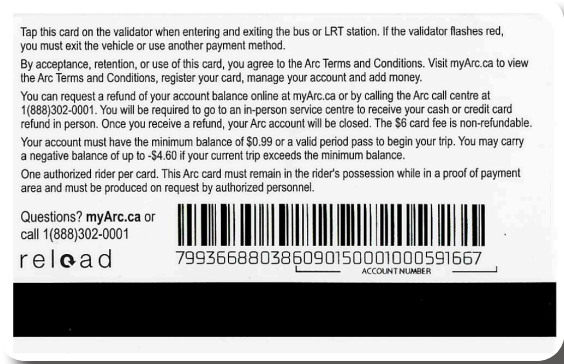 Tap this card on the validator when entering and exiting the bus or LRT station. If the validator flashes red,
you must exit the vehicle or use another payment method.
By acceptance, retention, or use of this card, you agree to the Arc Terms and Conditions. Visit myArc.ca to view
the Arc Terms and Conditions, register your card, manage your account and add money.
You can request a refund of your account balance online at myArc.ca or by calling the Arc call centre at
1(888)302-0001. You will be required to go to an in-person service centre to receive your cash or credit card
refund in person. Once you receive a refund, your Arc account will be closed. The $6 card fee is non-refundable.
Your account must have the minimum balance of $0.99 or a valid period pass to begin your trip. You may carry
a negative balance of up to -$4.60 if your current trip exceeds the minimum balance.
One authorized rider per card. This Arc card must remain in the rider's possession while in a proof of payment
area and must be produced on request by authorized personnel.
Questions? myArc.ca or
call 1(888)302-0001
reload
799366880386090150001000591667
ACCOUNT NUMBER